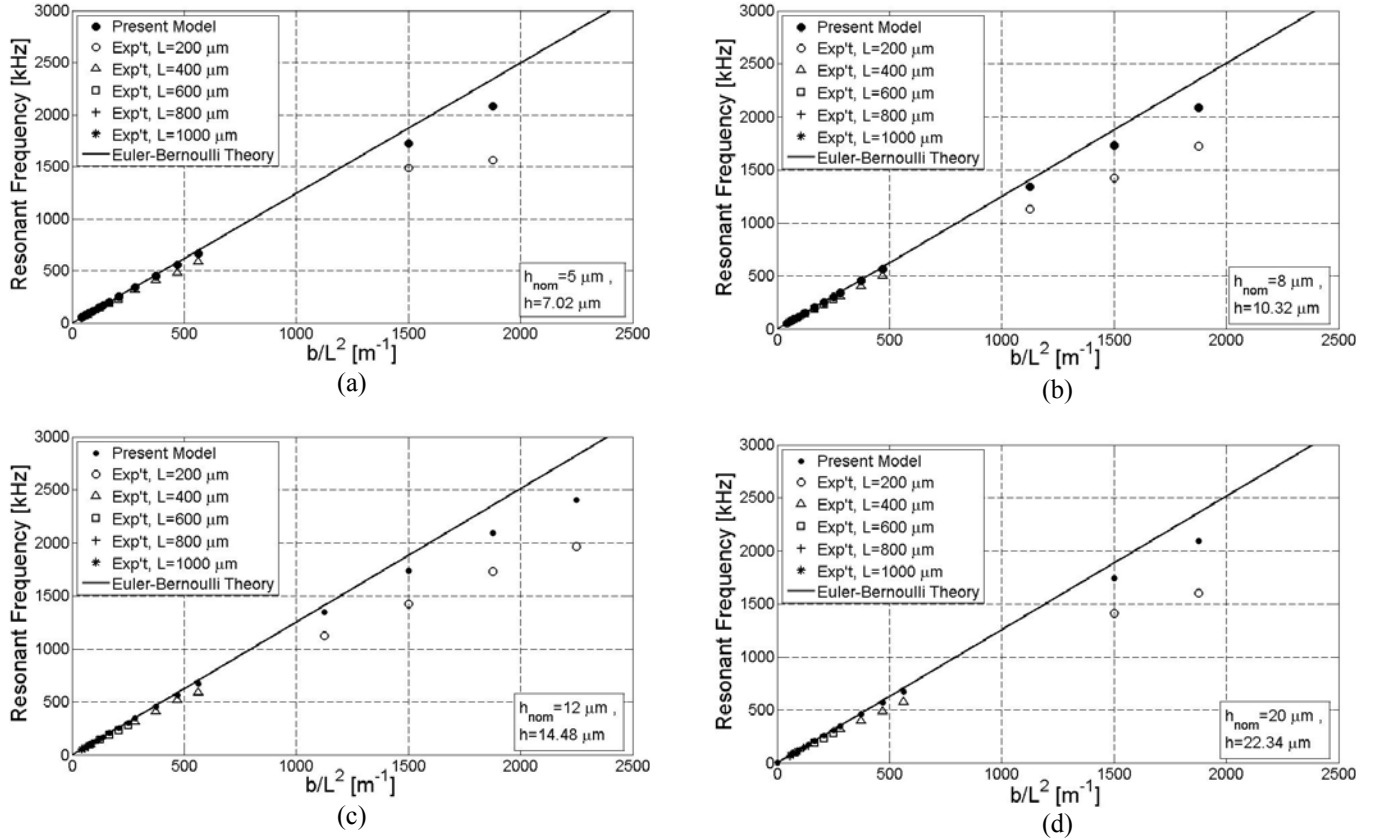 3000
2500
2000
1500
1000
500
0
Resonant Frequency [kHz]
Present Model
Exp't, L=200 μm
Exp't, L=400 μm
Exp't, L=600 μm
Exp't, L=800 μm
Exp't, L=1000 μm
Euler-Bernoulli Theory
h_nom=5 μm ,
h=7.02 μm
0 500 1000 1500 2000 2500
b/L² [m⁻¹]
(a)
3000
2500
2000
1500
1000
500
0
Resonant Frequency [kHz]
Present Model
Exp't, L=200 μm
Exp't, L=400 μm
Exp't, L=600 μm
Exp't, L=800 μm
Exp't, L=1000 μm
Euler-Bernoulli Theory
h_nom=8 μm ,
h=10.32 μm
0 500 1000 1500 2000 2500
b/L² [m⁻¹]
(b)
3000
2500
2000
1500
1000
500
0
Resonant Frequency [kHz]
Present Model
Exp't, L=200 μm
Exp't, L=400 μm
Exp't, L=600 μm
Exp't, L=800 μm
Exp't, L=1000 μm
Euler-Bernoulli Theory
h_nom=12 μm ,
h=14.48 μm
0 500 1000 1500 2000 2500
b/L² [m⁻¹]
(c)
3000
2500
2000
1500
1000
500
0
Resonant Frequency [kHz]
Present Model
Exp't, L=200 μm
Exp't, L=400 μm
Exp't, L=600 μm
Exp't, L=800 μm
Exp't, L=1000 μm
Euler-Bernoulli Theory
h_nom=20 μm ,
h=22.34 μm
0 500 1000 1500 2000 2500
b/L² [m⁻¹]
(d)